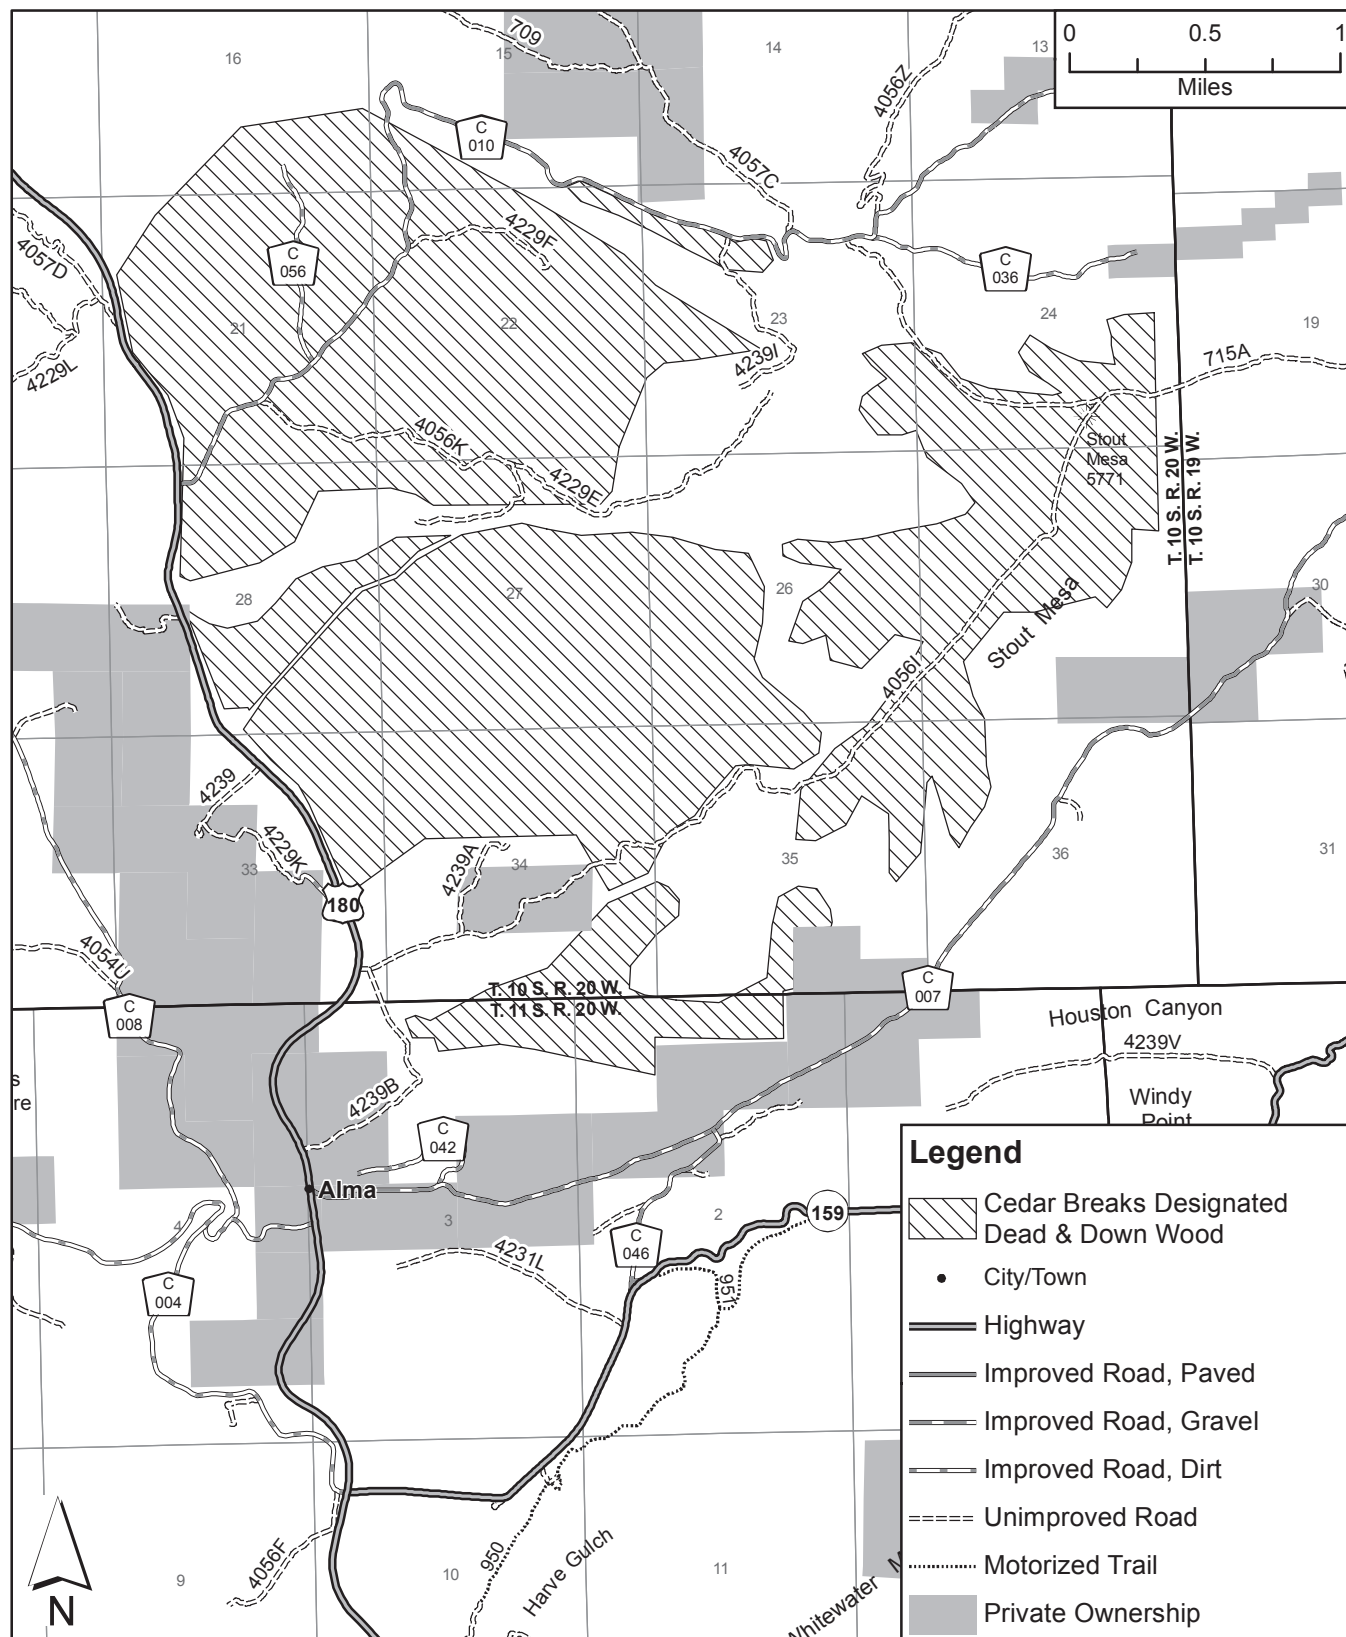 16
15
14
13
0
0.5
1
Miles
709
4056Z
C
010
4057C
4229F
C
056
C
036
4057D
21
22
23
24
19
4229L
4239I
715A
4056K
4229E
Stout
Mesa
5771
T. 10 S. R. 20 W.
T. 10 S. R. 19 W.
28
27
26
30
Stout Mesa
4056I
4239
4229K
33
4239A
34
35
36
31
180
4054U
C
008
T. 10 S. R. 20 W.
T. 11 S. R. 20 W.
C
007
Houston Canyon
4239V
s
re
Windy
Point
4239B
C
042
Alma
4
3
2
159
C
046
4231L
951
C
004
4056F
9
10
11
950
Harve Gulch
Whitewater M
N
Legend
Cedar Breaks Designated
Dead & Down Wood
City/Town
Highway
Improved Road, Paved
Improved Road, Gravel
Improved Road, Dirt
Unimproved Road
Motorized Trail
Private Ownership